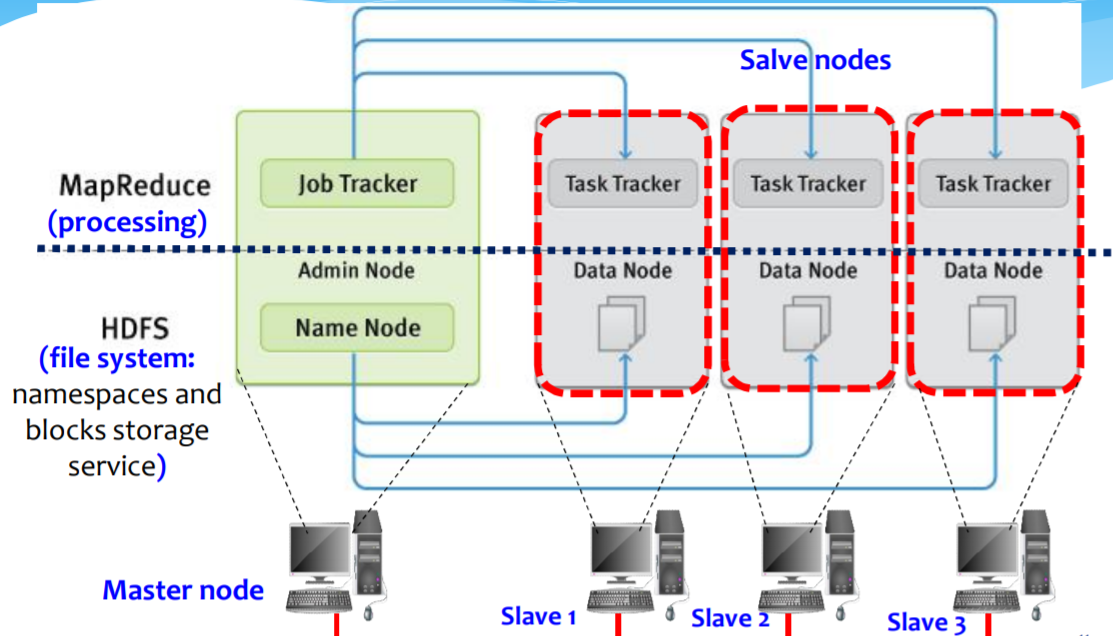 Salve nodes
MapReduce
(processing)
Job Tracker
Task Tracker
Task Tracker
Task Tracker
Admin Node
Data Node
Data Node
Data Node
HDFS
(file system:
namespaces and
blocks storage
service)
Name Node
Master node
Slave 1
Slave 2
Slave 3